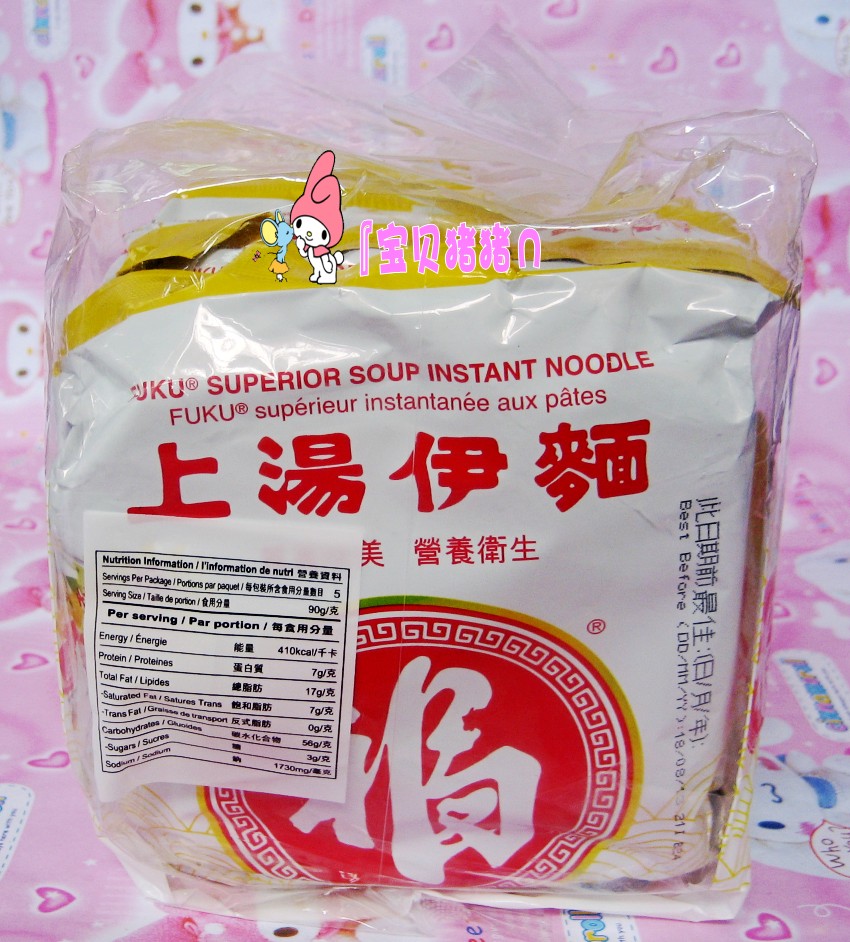 『宝贝猪猪∩
UKU® SUPERIOR SOUP INSTANT NOODLE
FUKU® supérieur instantanée aux pâtes
上湯伊麵
美 營養衛生
Nutrition Information / l'information de nutri 營養資料
Servings Per Package / Portions par paquet / 每包裝所含食用分量數目 5
Serving Size / Taille de portion / 食用分量 90g/克
Per serving / Par portion / 每食用分量
Energy / Énergie 能量 410kcal/千卡
Protein / Proteines 蛋白質 7g/克
Total Fat / Lipides 總脂肪 17g/克
-Saturated Fat / Satures Trans 飽和脂肪 7g/克
-Trans Fat / Graisse de transport 反式脂肪 0g/克
Carbohydrates / Glucides 碳水化合物 56g/克
-Sugars / Sucres 糖 3g/克
Sodium / Sodium 鈉 1730mg/毫克
®
福
此日期前最佳:(日/月/年):
Best Before (DD/MM/YY):18/08/